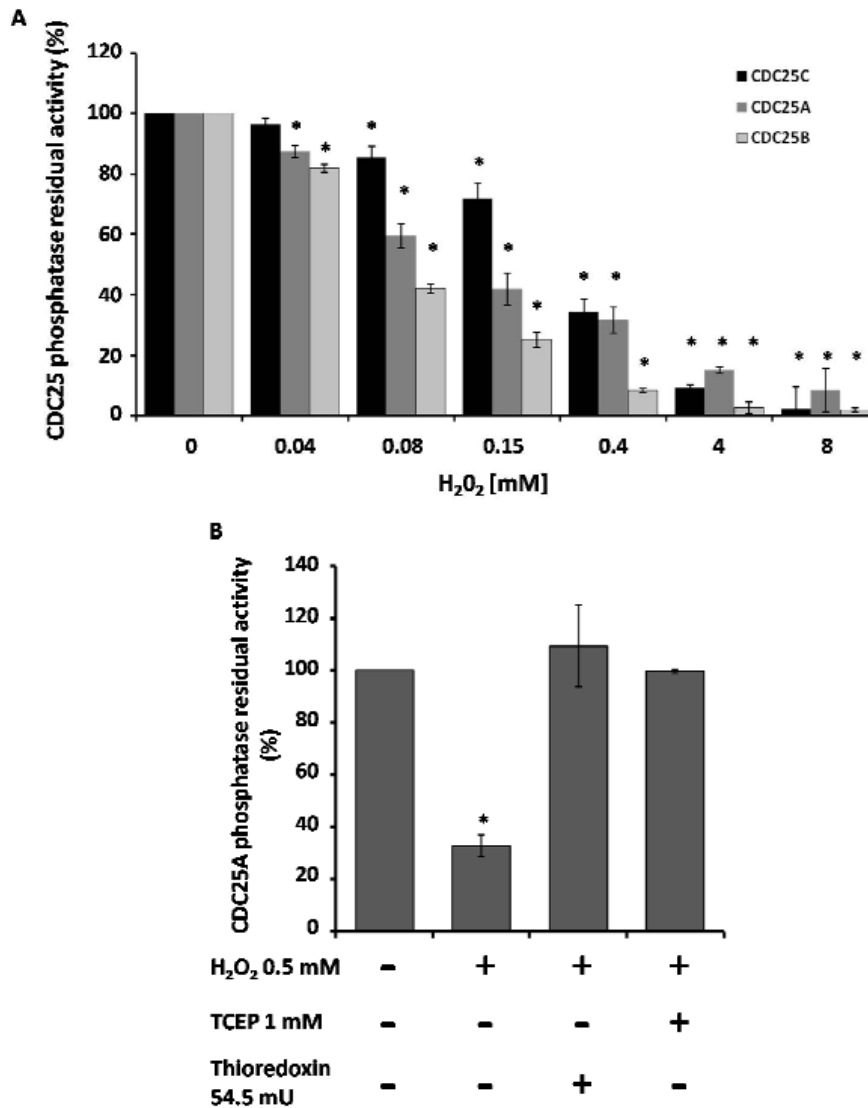 A
CDC25 phosphatase residual activity (%)
120
100
80
60
40
20
0
CDC25C
CDC25A
CDC25B
* * * * * * * * * * * * * * * * *
0 0.04 0.08 0.15 0.4 4 8
H₂0₂ [mM]
B
CDC25A phosphatase residual activity
(%)
140
120
100
80
60
40
20
0
*
H₂O₂ 0.5 mM - + + +
TCEP 1 mM - - - +
Thioredoxin
54.5 mU - - + -